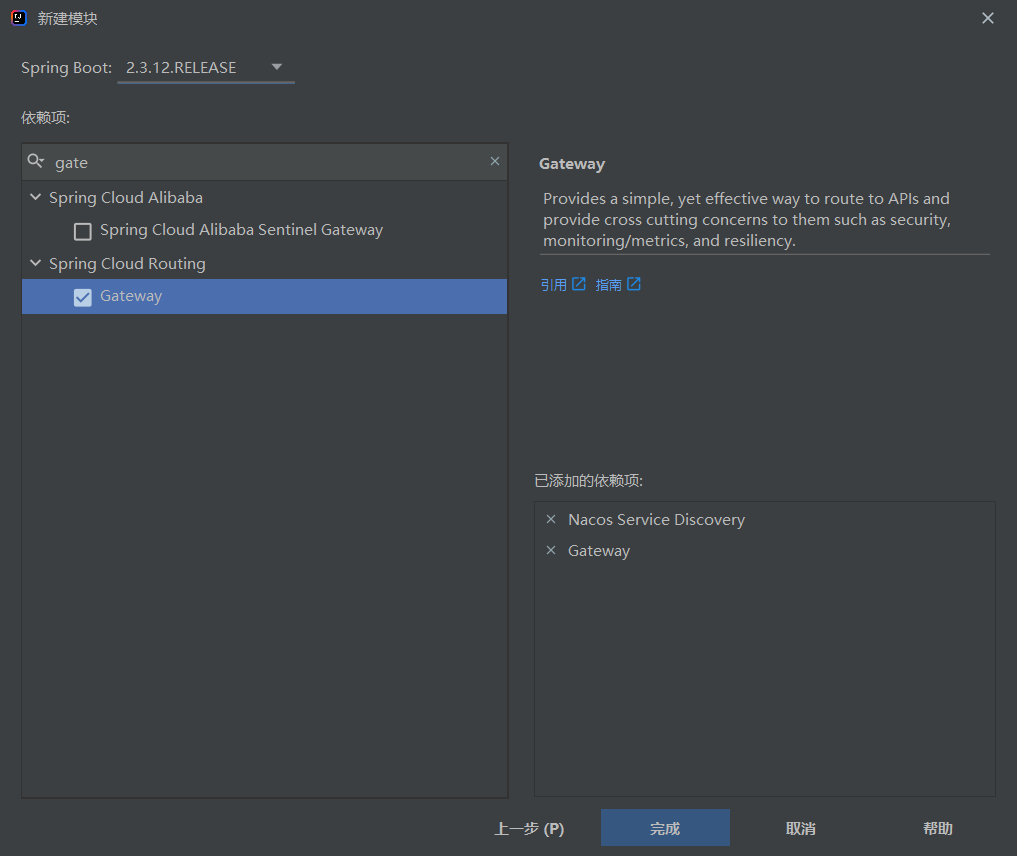 新建模块
Spring Boot: 2.3.12.RELEASE
依赖项:
gate
Spring Cloud Alibaba
Spring Cloud Alibaba Sentinel Gateway
Spring Cloud Routing
Gateway
Gateway
Provides a simple, yet effective way to route to APIs and
provide cross cutting concerns to them such as security,
monitoring/metrics, and resiliency.
引用 指南
已添加的依赖项:
Nacos Service Discovery
Gateway
上一步 (P) 完成 取消 帮助